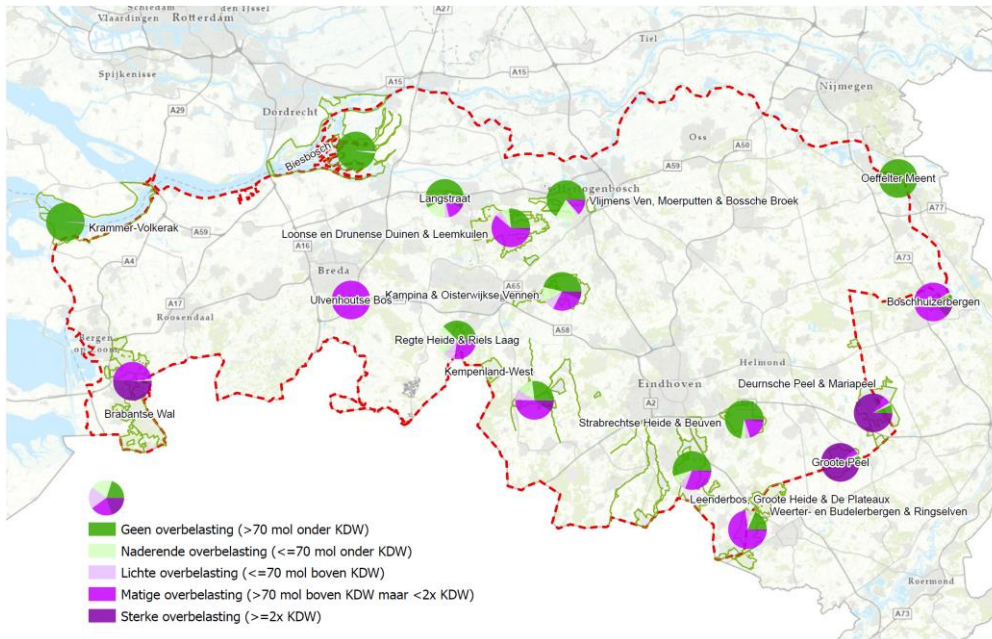 Schiedam
den IJssel
Vlaardingen
Rotterdam
A27
Tiel
A15
A15
Spijkenisse
Nijmegen
A29
Dordrecht
Oss
A50
Biesbosch
A59
Oeffelter Meent
Langstraat
's-Hertogenbosch
Vlijmens Ven, Moerputten & Bossche Broek
A77
Krammer-Volkerak
A59
Loonse en Drunense Duinen & Leemkuilen
A16
A73
A4
Breda
A65
Kampina & Oisterwijkse Vennen
Ulvenhoutse Bos
Boschhuizerbergen
A17
Roosendaal
A58
Bergen
op Zoom
Regte Heide & Riels Laag
Helmond
Kempenland-West
Deurnsche Peel & Mariapeel
Eindhoven
A2
Brabantse Wal
Strabrechtse Heide & Beuven
Groote Peel
Leenderbos, Groote Heide & De Plateaux
Weerter- en Budelerbergen & Ringselven
Geen overbelasting (>70 mol onder KDW)
Naderende overbelasting (<=70 mol onder KDW)
Lichte overbelasting (<=70 mol boven KDW)
Matige overbelasting (>70 mol boven KDW maar <2x KDW)
Sterke overbelasting (>=2x KDW)
Roermond
A73